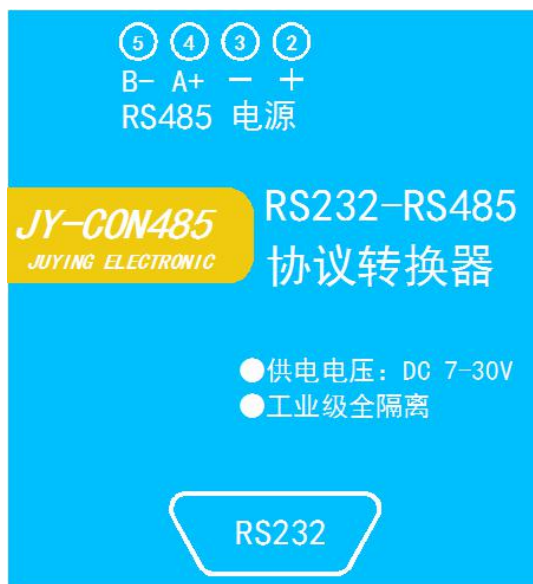 ⑤ ④ ③ ②
B- A+ - +
RS485 电源
JY-CON485
JUYING ELECTRONIC
RS232-RS485
协议转换器
●供电电压: DC 7-30V
●工业级全隔离
RS232